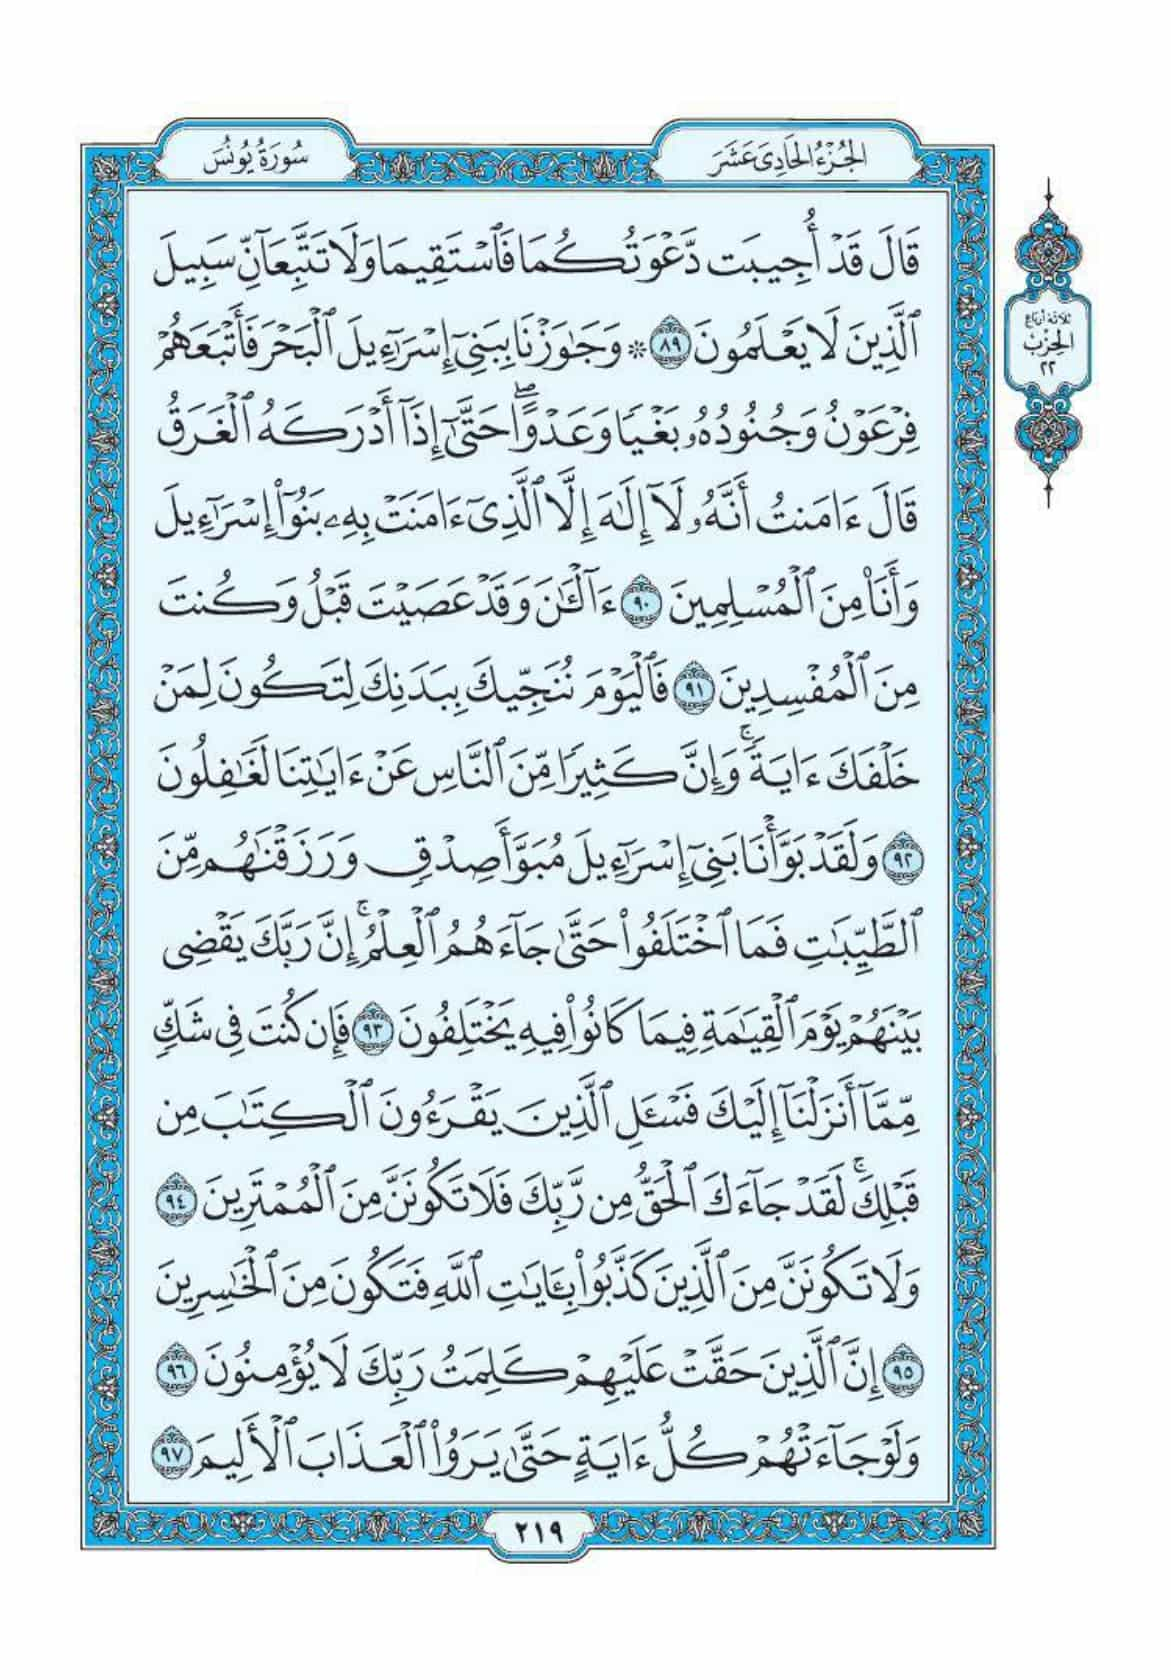 الجُزْءُ الحَادِىَ عَشَرَ
سُورَةُ يُونُسَ
قَالَ قَدْ أُجِيبَت دَّعْوَتُكُمَا فَٱسْتَقِيمَا وَلَا تَتَّبِعَآنِّ سَبِيلَ
ٱلَّذِينَ لَا يَعْلَمُونَ ٨٩ * وَجَٰوَزْنَا بِبَنِىٓ إِسْرَٰٓءِيلَ ٱلْبَحْرَ فَأَتْبَعَهُمْ
فِرْعَوْنُ وَجُنُودُهُۥ بَغْيًا وَعَدْوًا ۖ حَتَّىٰٓ إِذَآ أَدْرَكَهُ ٱلْغَرَقُ
قَالَ ءَامَنتُ أَنَّهُۥ لَآ إِلَٰهَ إِلَّا ٱلَّذِىٓ ءَامَنَتْ بِهِۦ بَنُوٓا۟ إِسْرَٰٓءِيلَ
وَأَنَا۠ مِنَ ٱلْمُسْلِمِينَ ٩٠ ءَآلْـَٰٔنَ وَقَدْ عَصَيْتَ قَبْلُ وَكُنتَ
مِنَ ٱلْمُفْسِدِينَ ٩١ فَٱلْيَوْمَ نُنَجِّيكَ بِبَدَنِكَ لِتَكُونَ لِمَنْ
خَلْفَكَ ءَايَةً ۚ وَإِنَّ كَثِيرًا مِّنَ ٱلنَّاسِ عَنْ ءَايَٰتِنَا لَغَٰفِلُونَ
٩٢ وَلَقَدْ بَوَّأْنَا بَنِىٓ إِسْرَٰٓءِيلَ مُبَوَّأَ صِدْقٍ وَرَزَقْنَٰهُم مِّنَ
ٱلطَّيِّبَٰتِ فَمَا ٱخْتَلَفُوا۟ حَتَّىٰ جَآءَهُمُ ٱلْعِلْمُ ۚ إِنَّ رَبَّكَ يَقْضِى
بَيْنَهُمْ يَوْمَ ٱلْقِيَٰمَةِ فِيمَا كَانُوا۟ فِيهِ يَخْتَلِفُونَ ٩٣ فَإِن كُنتَ فِى شَكٍّ
مِّمَّآ أَنزَلْنَآ إِلَيْكَ فَسْـَٔلِ ٱلَّذِينَ يَقْرَءُونَ ٱلْكِتَٰبَ مِن
قَبْلِكَ ۚ لَقَدْ جَآءَكَ ٱلْحَقُّ مِن رَّبِّكَ فَلَا تَكُونَنَّ مِنَ ٱلْمُمْتَرِينَ ٩٤
وَلَا تَكُونَنَّ مِنَ ٱلَّذِينَ كَذَّبُوا۟ بِـَٔايَٰتِ ٱللَّهِ فَتَكُونَ مِنَ ٱلْخَٰسِرِينَ
٩٥ إِنَّ ٱلَّذِينَ حَقَّتْ عَلَيْهِمْ كَلِمَتُ رَبِّكَ لَا يُؤْمِنُونَ ٩٦
وَلَوْ جَآءَتْهُمْ كُلُّ ءَايَةٍ حَتَّىٰ يَرَوُا۟ ٱلْعَذَابَ ٱلْأَلِيمَ ٩٧
ثلاثة أرباع
الحِزْبُ
٢٢
٢١٩